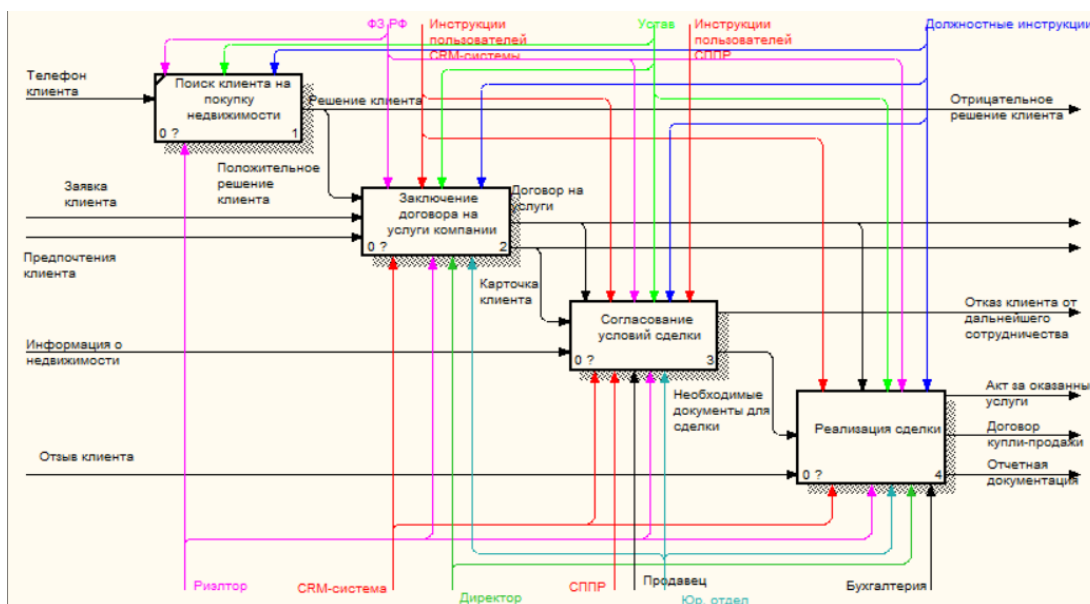 ФЗ РФ
Инструкции
пользователей
CRM-системы
Устав
Инструкции
пользователей
СППР
Должностные инструкции
Телефон
клиента
Поиск клиента на
покупку
недвижимости
0 ?
1
Решение клиента
Отрицательное
решение клиента
Положительное
решение
клиента
Заявка
клиента
Предпочтения
клиента
Заключение
договора на
услуги компании
0 ?
2
Договор на
услуги
Карточка
клиента
Информация о
недвижимости
Согласование
условий сделки
0 ?
3
Отказ клиента от
дальнейшего
сотрудничества
Необходимые
документы для
сделки
Отзыв клиента
Реализация сделки
0 ?
4
Акт за оказанны
услуги
Договор
купли-продажи
Отчетная
документация
Риэлтор
CRM-система
Директор
СППР
Продавец
Юр. отдел
Бухгалтерия